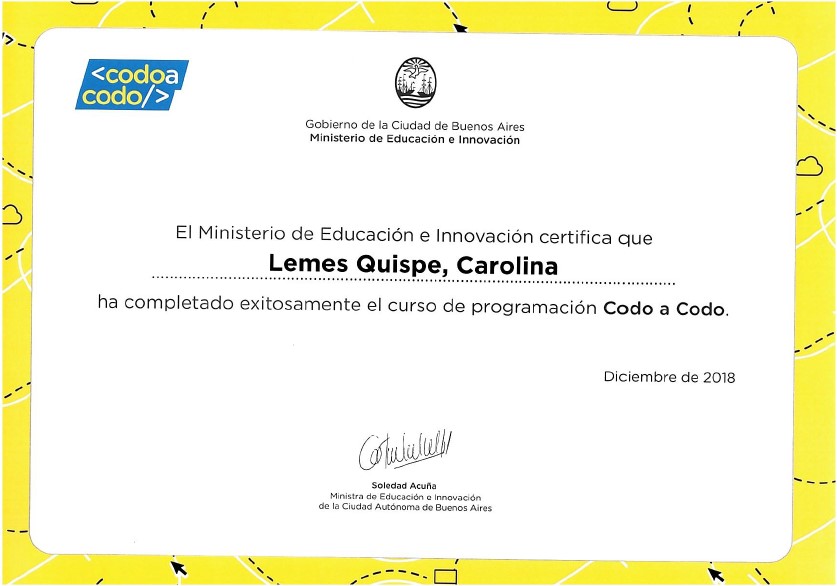 <codoa
codo/>
Gobierno de la Ciudad de Buenos Aires
Ministerio de Educación e Innovación
El Ministerio de Educación e Innovación certifica que
Lemes Quispe, Carolina
ha completado exitosamente el curso de programación Codo a Codo.
Diciembre de 2018
Soledad Acuña
Ministra de Educación e Innovación
de la Ciudad Autónoma de Buenos Aires